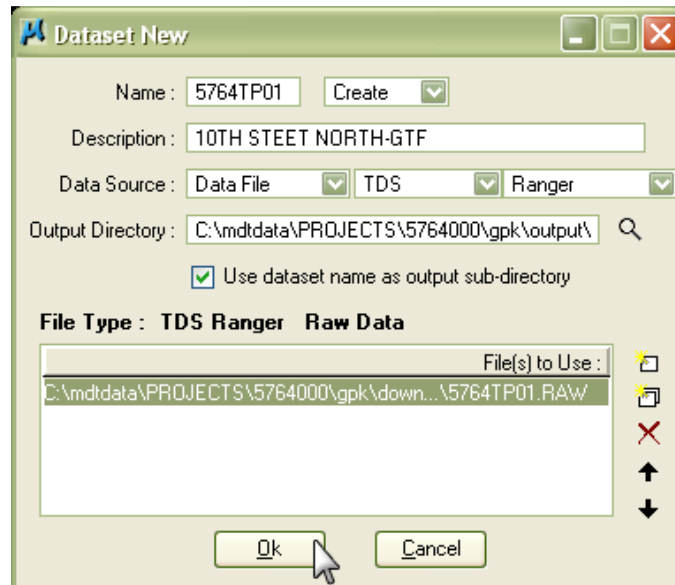 Dataset New
Name : 5764TP01 Create
Description : 10TH STEET NORTH-GTF
Data Source : Data File TDS Ranger
Output Directory : C:\mdtdata\PROJECTS\5764000\gpk\output\
Use dataset name as output sub-directory
File Type : TDS Ranger Raw Data
File(s) to Use :
C:\mdtdata\PROJECTS\5764000\gpk\down...\5764TP01.RAW
Ok Cancel